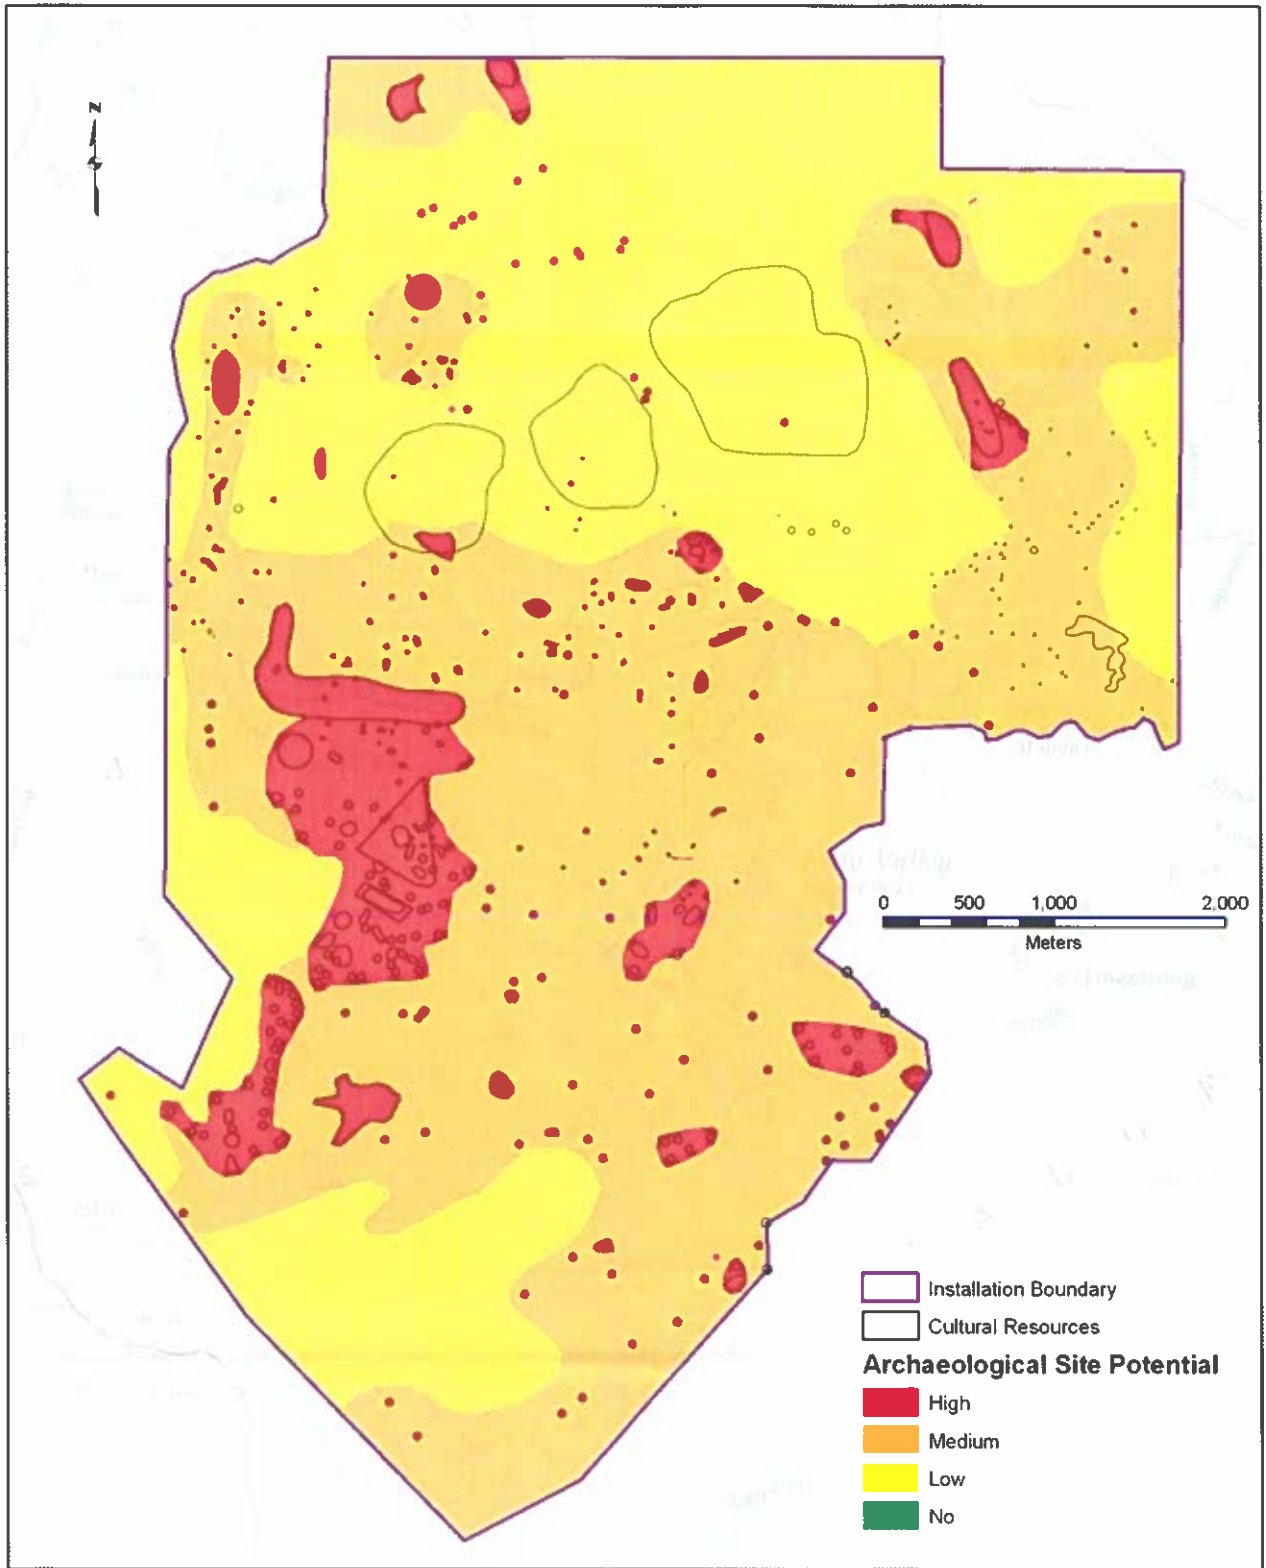 N
0 500 1,000 2,000
Meters
Installation Boundary
Cultural Resources
Archaeological Site Potential
High
Medium
Low
No